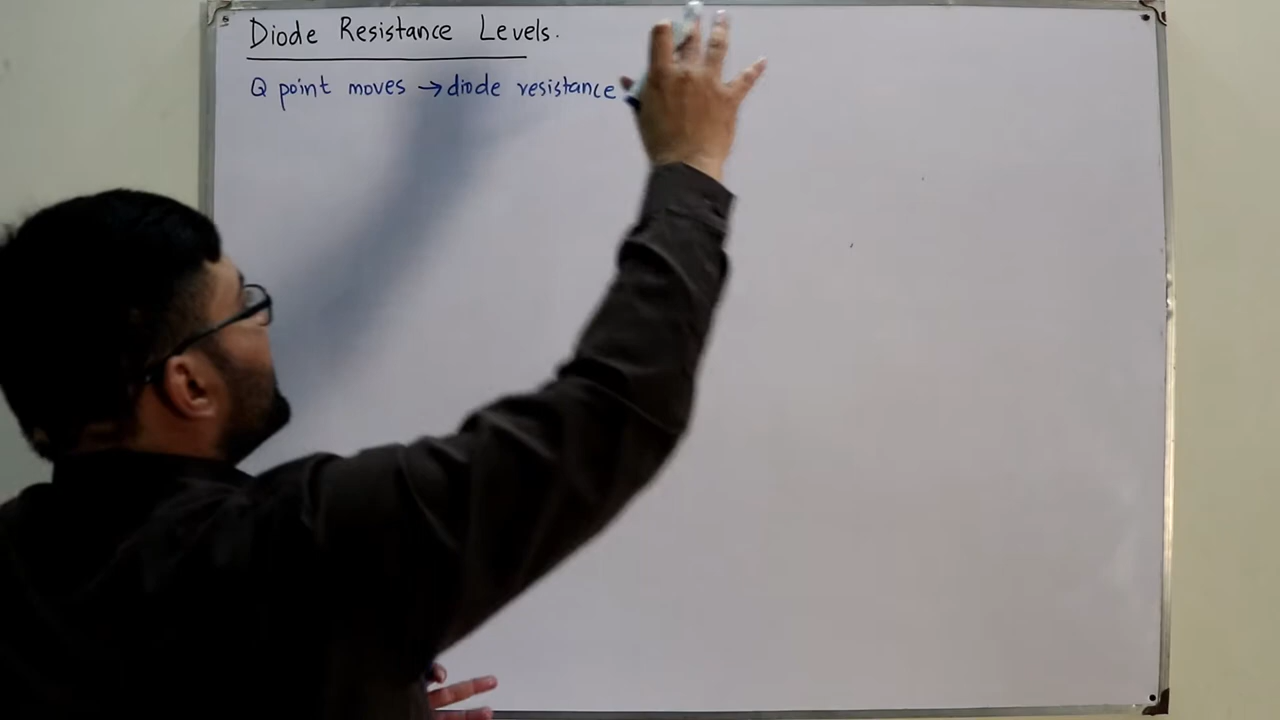 Diode Resistance Levels.
Q point moves → diode resistance